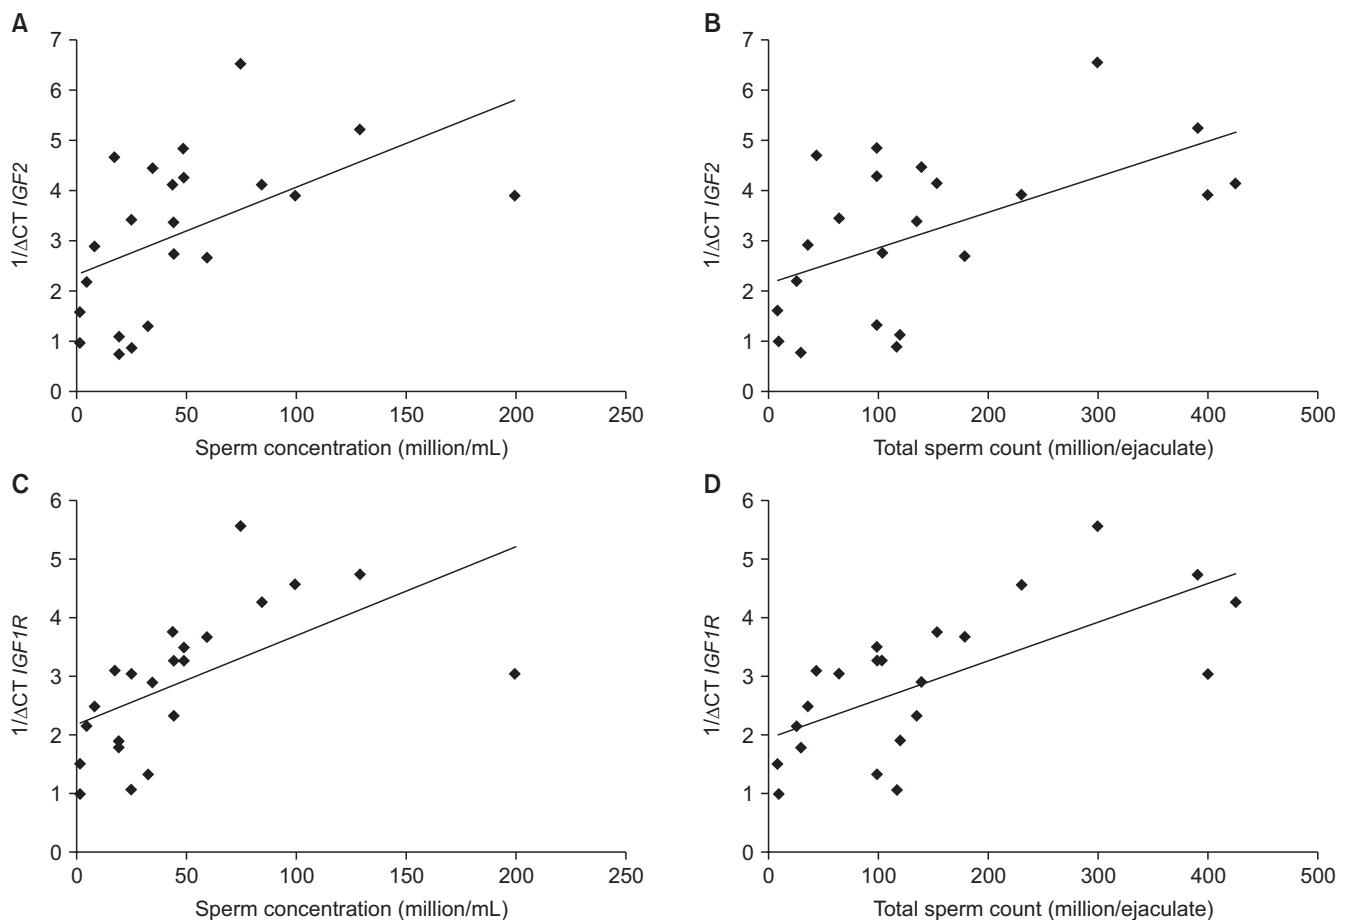 A
7
6
5
4
3
2
1
0
1/ΔCT IGF2
0 50 100 150 200 250
Sperm concentration (million/mL)
B
7
6
5
4
3
2
1
0
1/ΔCT IGF2
0 100 200 300 400 500
Total sperm count (million/ejaculate)
C
6
5
4
3
2
1
0
1/ΔCT IGF1R
0 50 100 150 200 250
Sperm concentration (million/mL)
D
6
5
4
3
2
1
0
1/ΔCT IGF1R
0 100 200 300 400 500
Total sperm count (million/ejaculate)